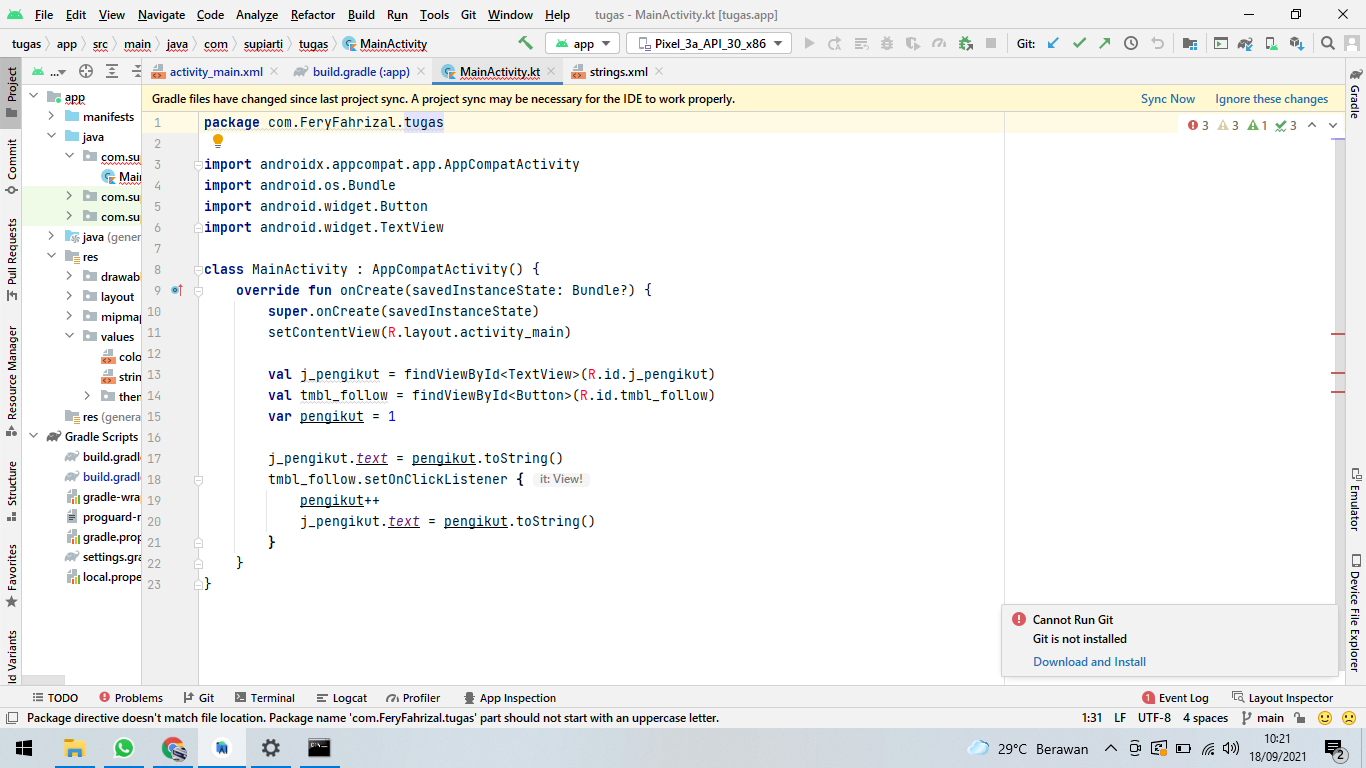 File Edit View Navigate Code Analyze Refactor Build Run Tools Git Window Help tugas - MainActivity.kt [tugas.app]
tugas app src main java com supiarti tugas MainActivity app Pixel_3a_API_30_x86 Git:
Project
Commit
Pull Requests
Resource Manager
Structure
Favorites
ld Variants
...
app
manifests
java
com.su
Main
com.su
com.su
java (gener
res
drawab
layout
mipma
values
colo
strin
then
res (genera
Gradle Scripts
build.gradl
build.gradl
gradle-wra
proguard-r
gradle.prop
settings.gra
local.prope
activity_main.xml build.gradle (:app) MainActivity.kt strings.xml
Gradle files have changed since last project sync. A project sync may be necessary for the IDE to work properly. Sync Now Ignore these changes
3 3 1 3
1 package com.FeryFahrizal.tugas
2
3 import androidx.appcompat.app.AppCompatActivity
4 import android.os.Bundle
5 import android.widget.Button
6 import android.widget.TextView
7
8 class MainActivity : AppCompatActivity() {
9 override fun onCreate(savedInstanceState: Bundle?) {
10 super.onCreate(savedInstanceState)
11 setContentView(R.layout.activity_main)
12
13 val j_pengikut = findViewById<TextView>(R.id.j_pengikut)
14 val tmbl_follow = findViewById<Button>(R.id.tmbl_follow)
15 var pengikut = 1
16
17 j_pengikut.text = pengikut.toString()
18 tmbl_follow.setOnClickListener { it: View!
19 pengikut++
20 j_pengikut.text = pengikut.toString()
21 }
22 }
23 }
Gradle
Emulator
Device File Explorer
Cannot Run Git
Git is not installed
Download and Install
TODO Problems Git Terminal Logcat Profiler App Inspection 1 Event Log Layout Inspector
Package directive doesn't match file location. Package name 'com.FeryFahrizal.tugas' part should not start with an uppercase letter. 1:31 LF UTF-8 4 spaces main
29°C Berawan 10:21
18/09/2021 2